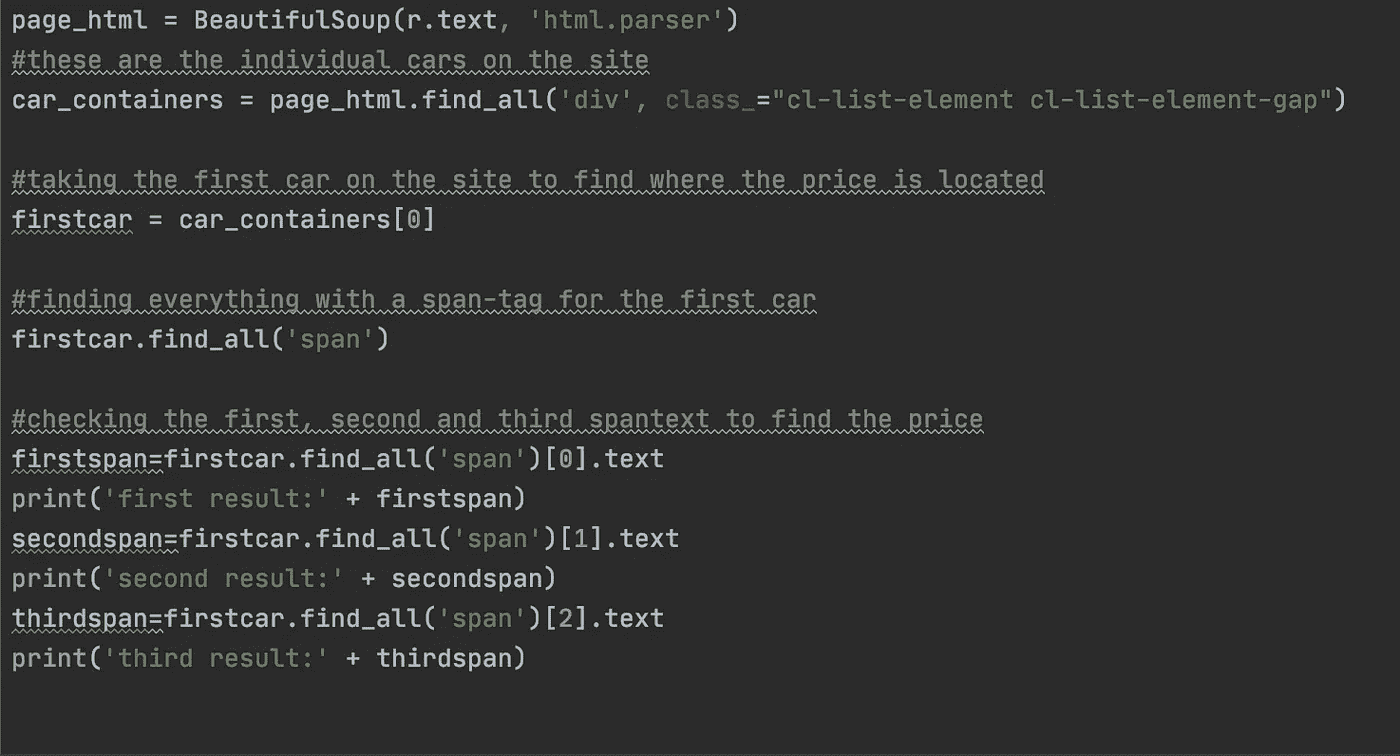 page_html = BeautifulSoup(r.text, 'html.parser')
#these are the individual cars on the site
car_containers = page_html.find_all('div', class_="cl-list-element cl-list-element-gap")
#taking the first car on the site to find where the price is located
firstcar = car_containers[0]
#finding everything with a span-tag for the first car
firstcar.find_all('span')
#checking the first, second and third spantext to find the price
firstspan=firstcar.find_all('span')[0].text
print('first result:' + firstspan)
secondspan=firstcar.find_all('span')[1].text
print('second result:' + secondspan)
thirdspan=firstcar.find_all('span')[2].text
print('third result:' + thirdspan)